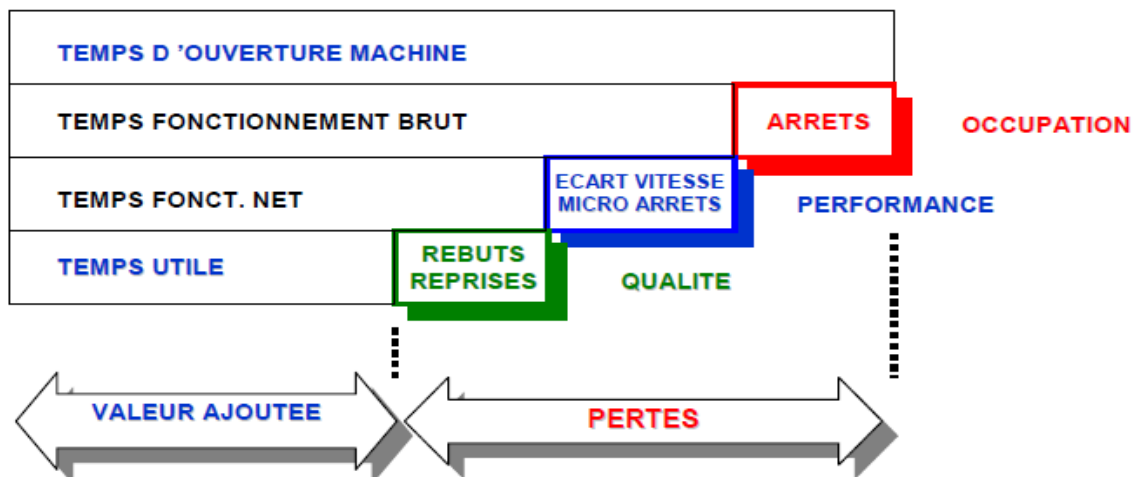 TEMPS D 'OUVERTURE MACHINE
TEMPS FONCTIONNEMENT BRUT
ARRETS
OCCUPATION
TEMPS FONCT. NET
ECART VITESSE
MICRO ARRETS
PERFORMANCE
TEMPS UTILE
REBUTS
REPRISES
QUALITE
VALEUR AJOUTEE
PERTES